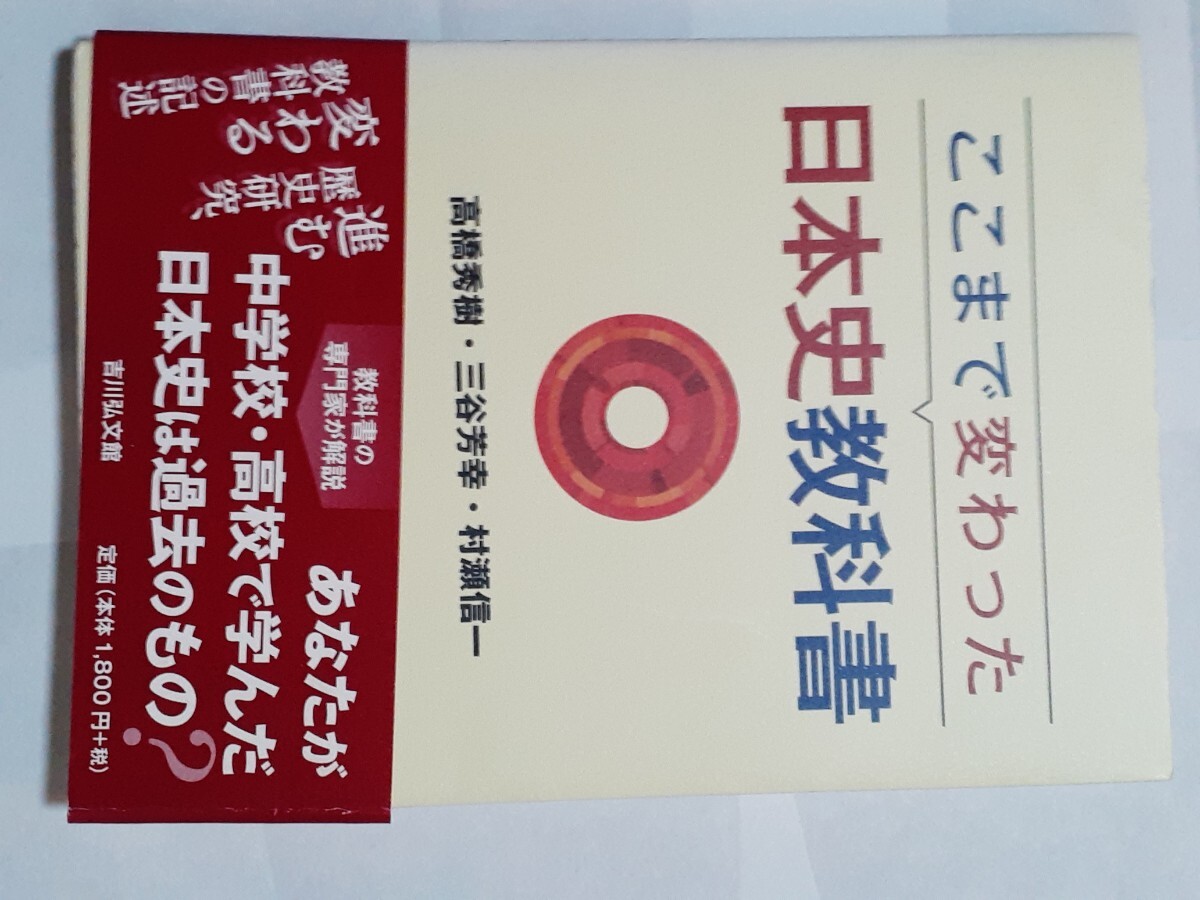 ここまで変わった
日本史教科書
高橋秀樹・三谷芳幸・村瀬信一
進む
歴史研究、
変わる
教科書の記述
教科書の
専門家が解説
あなたが
中学校・高校で学んだ
日本史は過去のもの?
吉川弘文館
定価(本体1,800円+税)